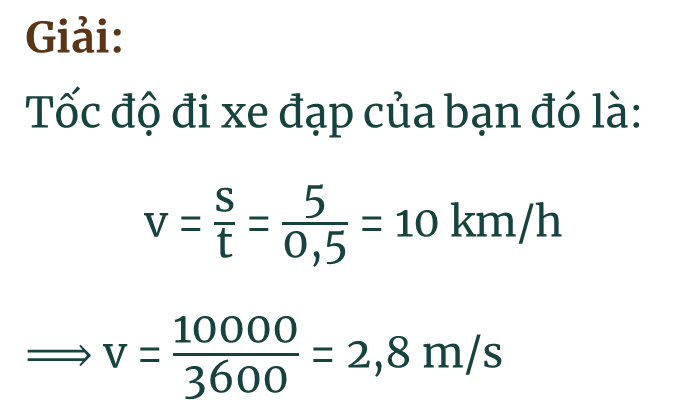 Giải:
Tốc độ đi xe đạp của bạn đó là:
v = s/t = 5/0,5 = 10 km/h
⟹ v = 10000/3600 = 2,8 m/s